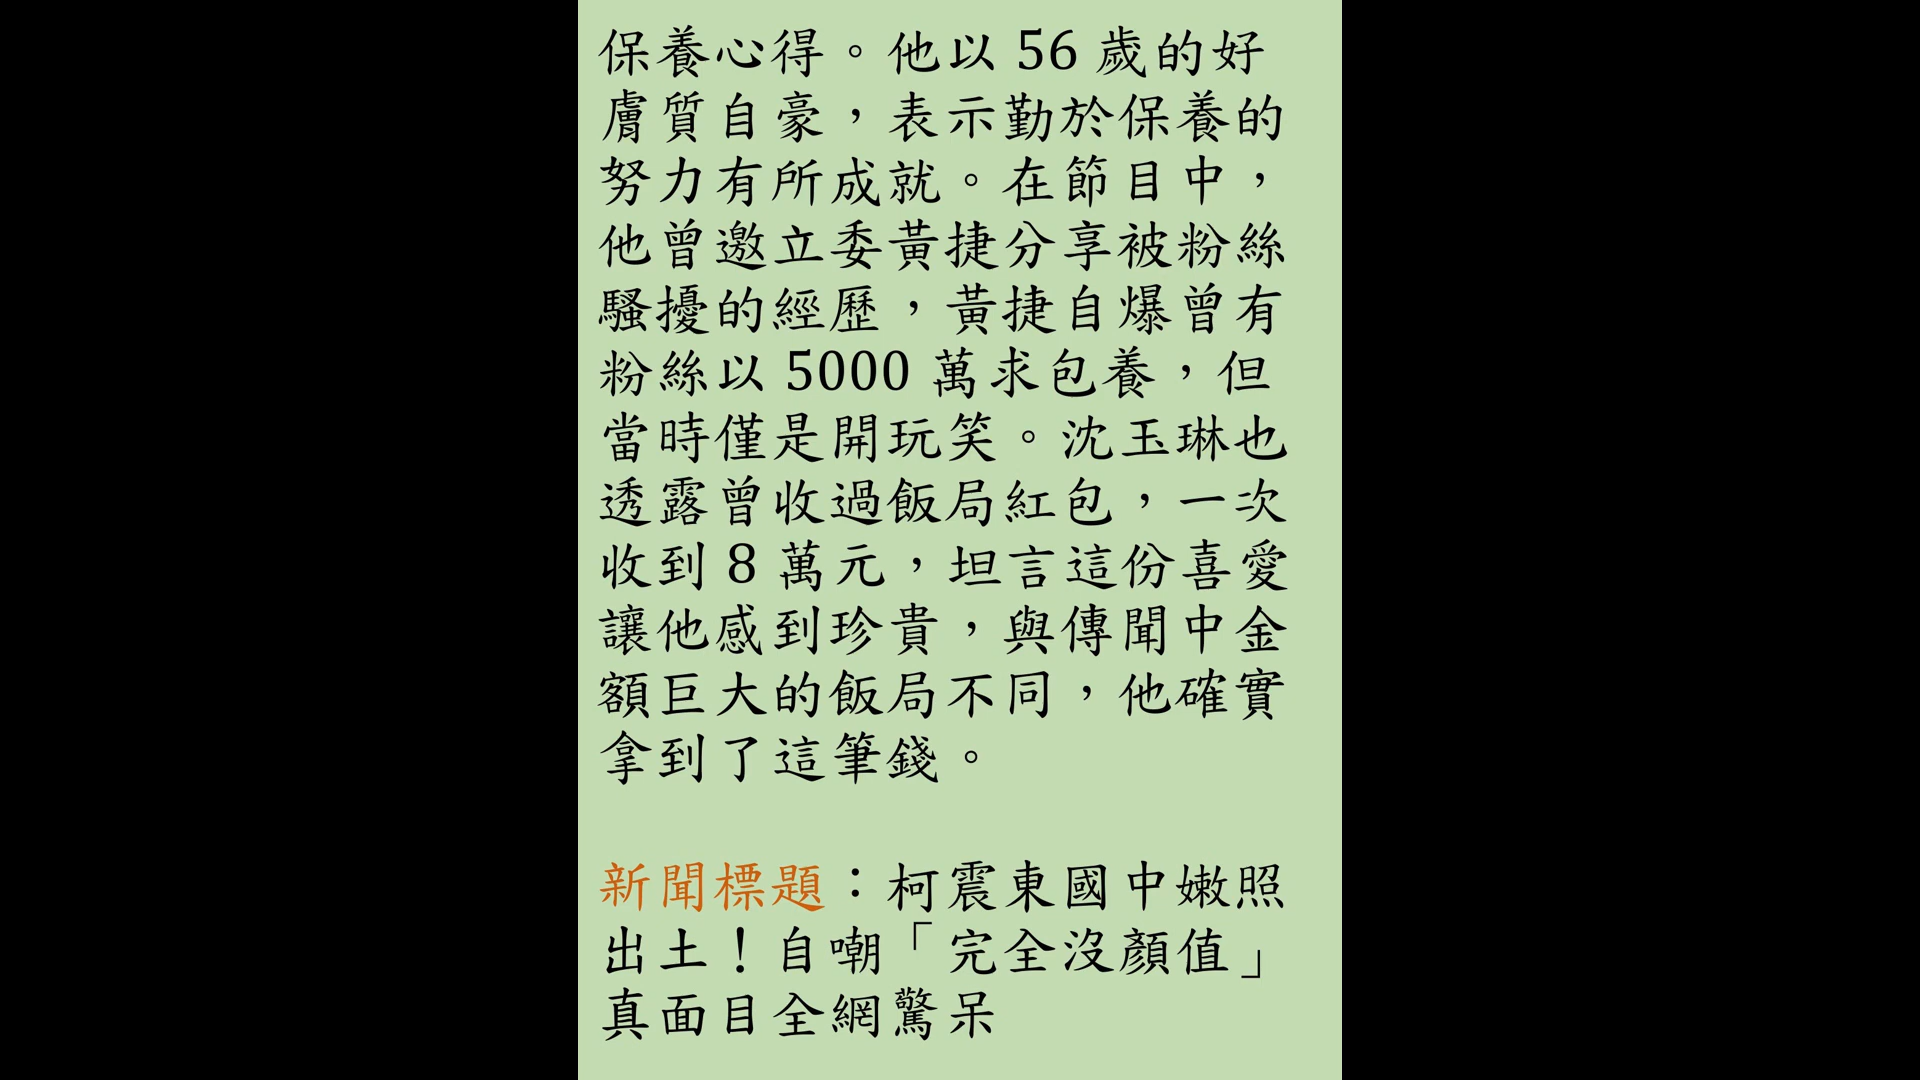 保養心得。他以 56 歲的好
膚質自豪，表示勤於保養的
努力有所成就。在節目中，
他曾邀立委黃捷分享被粉絲
騷擾的經歷，黃捷自爆曾有
粉絲以 5000 萬求包養，但
當時僅是開玩笑。沈玉琳也
透露曾收過飯局紅包，一次
收到 8 萬元，坦言這份喜愛
讓他感到珍貴，與傳聞中金
額巨大的飯局不同，他確實
拿到了這筆錢。
新聞標題：柯震東國中嫩照
出土！自嘲「完全沒顏值」
真面目全網驚呆